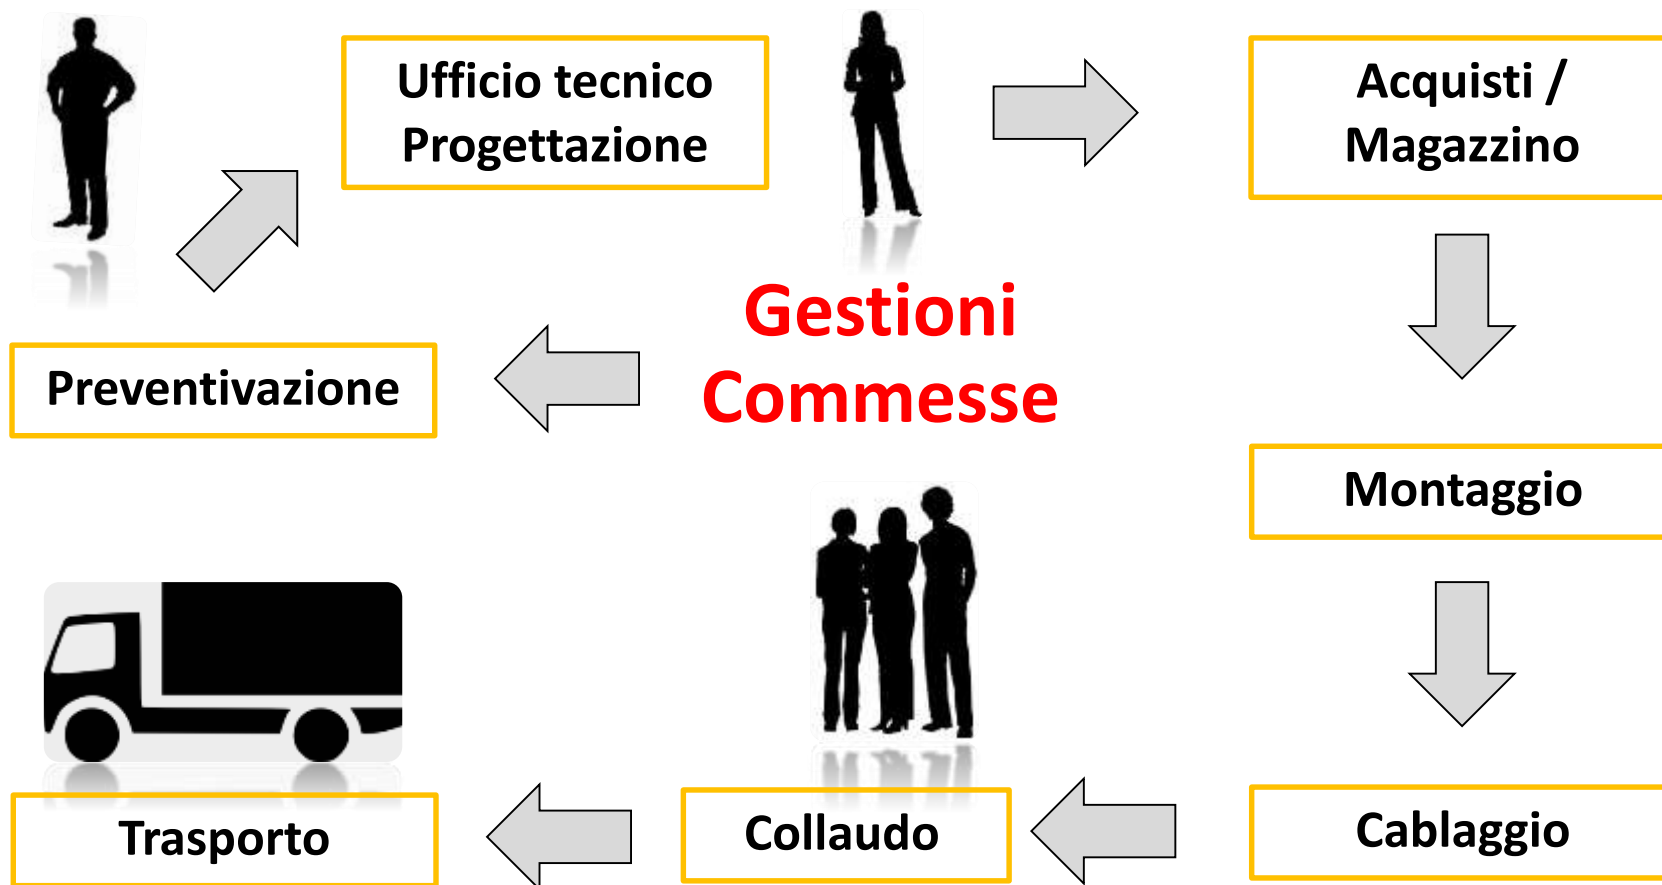 Ufficio tecnico
Progettazione
Acquisti /
Magazzino
Gestioni
Commesse
Preventivazione
Montaggio
Trasporto
Collaudo
Cablaggio